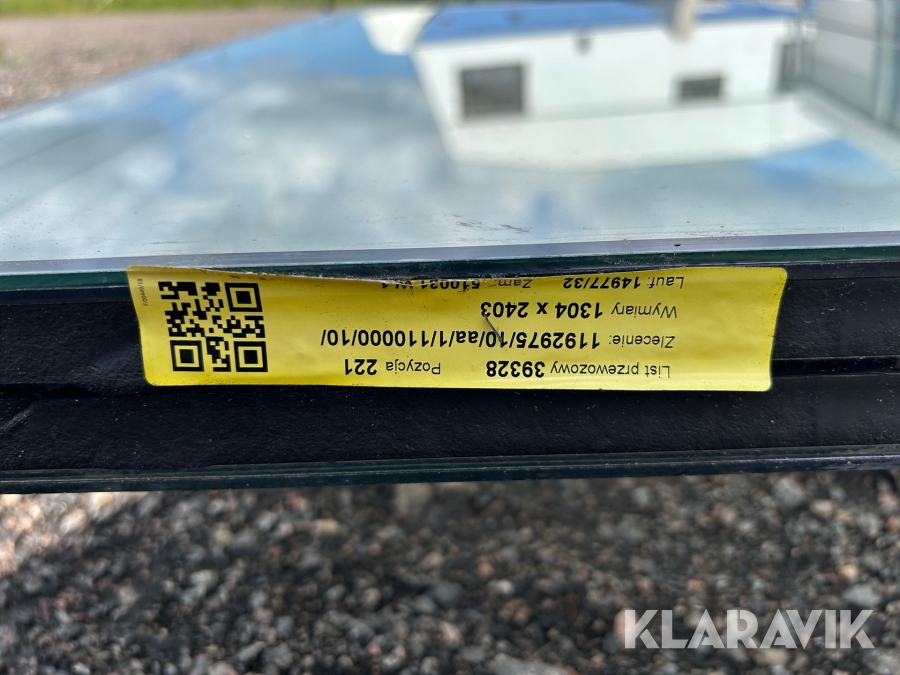 List przewozowy 39328 Pozycja 221
Zlecenie: 1192975/10/aa/1/110000/10/
Wymiary 1304 x 2403
Lauf: 14977/32 Zam.:
KLARAVIK